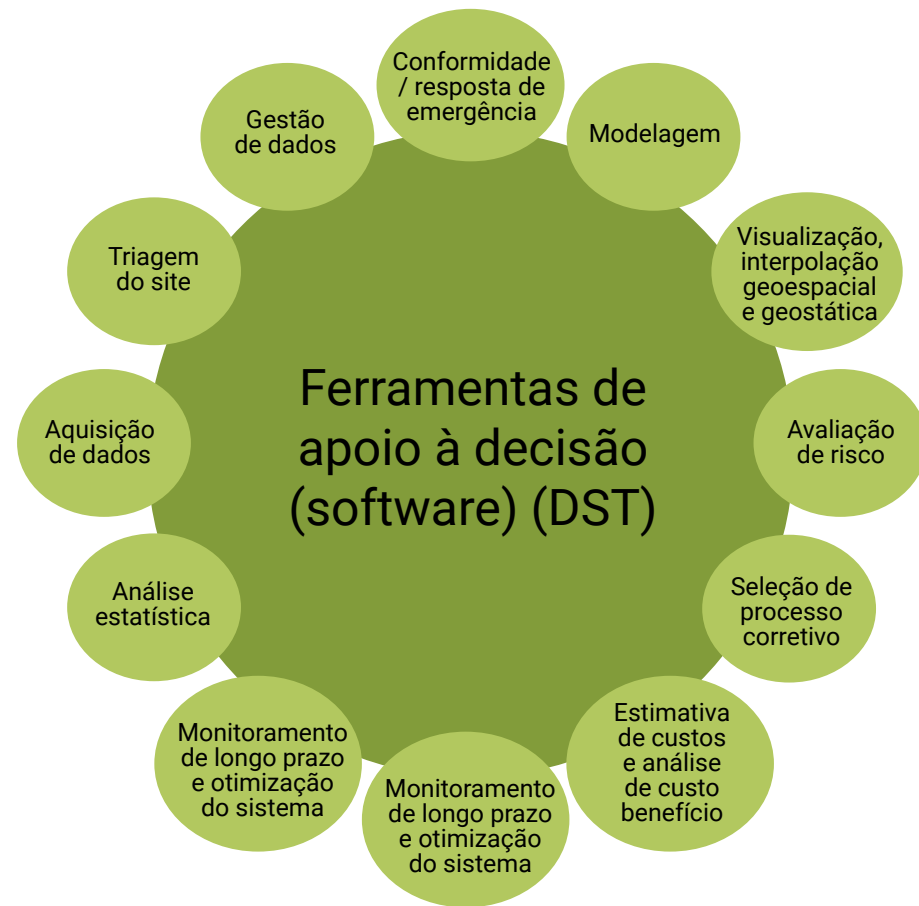 Conformidade
/ resposta de
emergência
Modelagem
Visualização,
interpolação
geoespacial
e geostática
Avaliação
de risco
Seleção de
processo
corretivo
Estimativa
de custos
e análise
de custo
benefício
Monitoramento
de longo prazo
e otimização
do sistema
Monitoramento
de longo prazo
e otimização
do sistema
Análise
estatística
Aquisição
de dados
Triagem
do site
Gestão
de dados
Ferramentas de
apoio à decisão
(software) (DST)